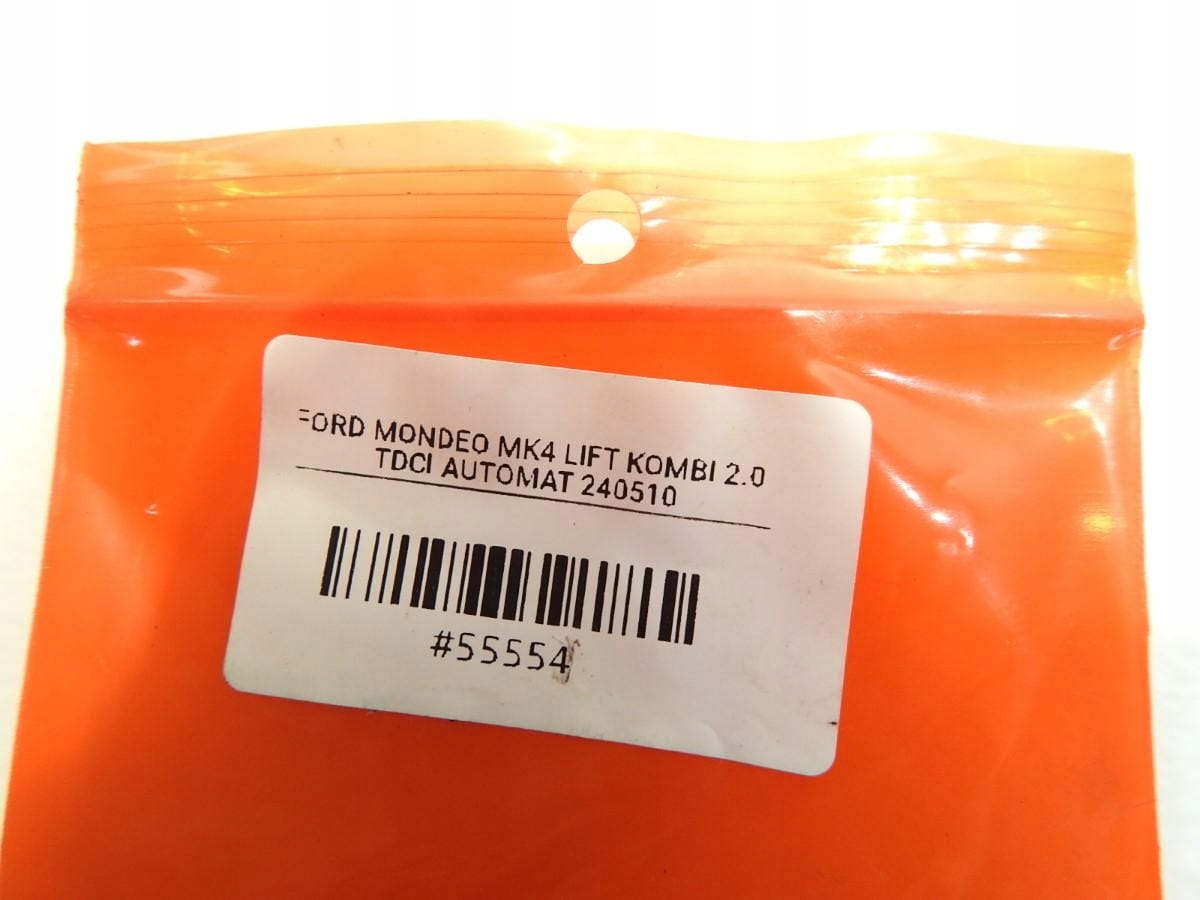 FORD MONDEO MK4 LIFT KOMBI 2.0
TDCI AUTOMAT 240510
#55554